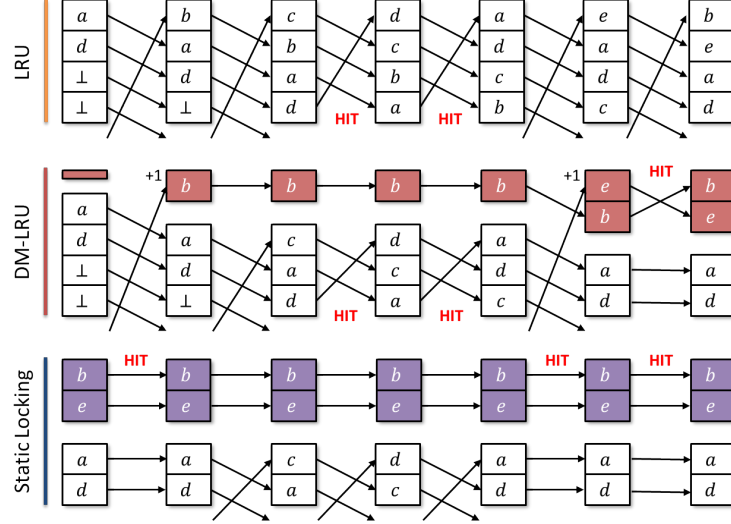 LRU
a b c d a e b
d a b c d a e
⊥ d a b c d a
⊥ ⊥ d a b c d
HIT HIT
DM-LRU
+1 +1 HIT
b b b b e b
b e
a
d a c d a a a
⊥ d a c d d d
⊥ ⊥ d a c
HIT HIT
Static Locking
HIT HIT HIT
b b b b b b b
e e e e e e e
a a c d a a a
d d a c d d d